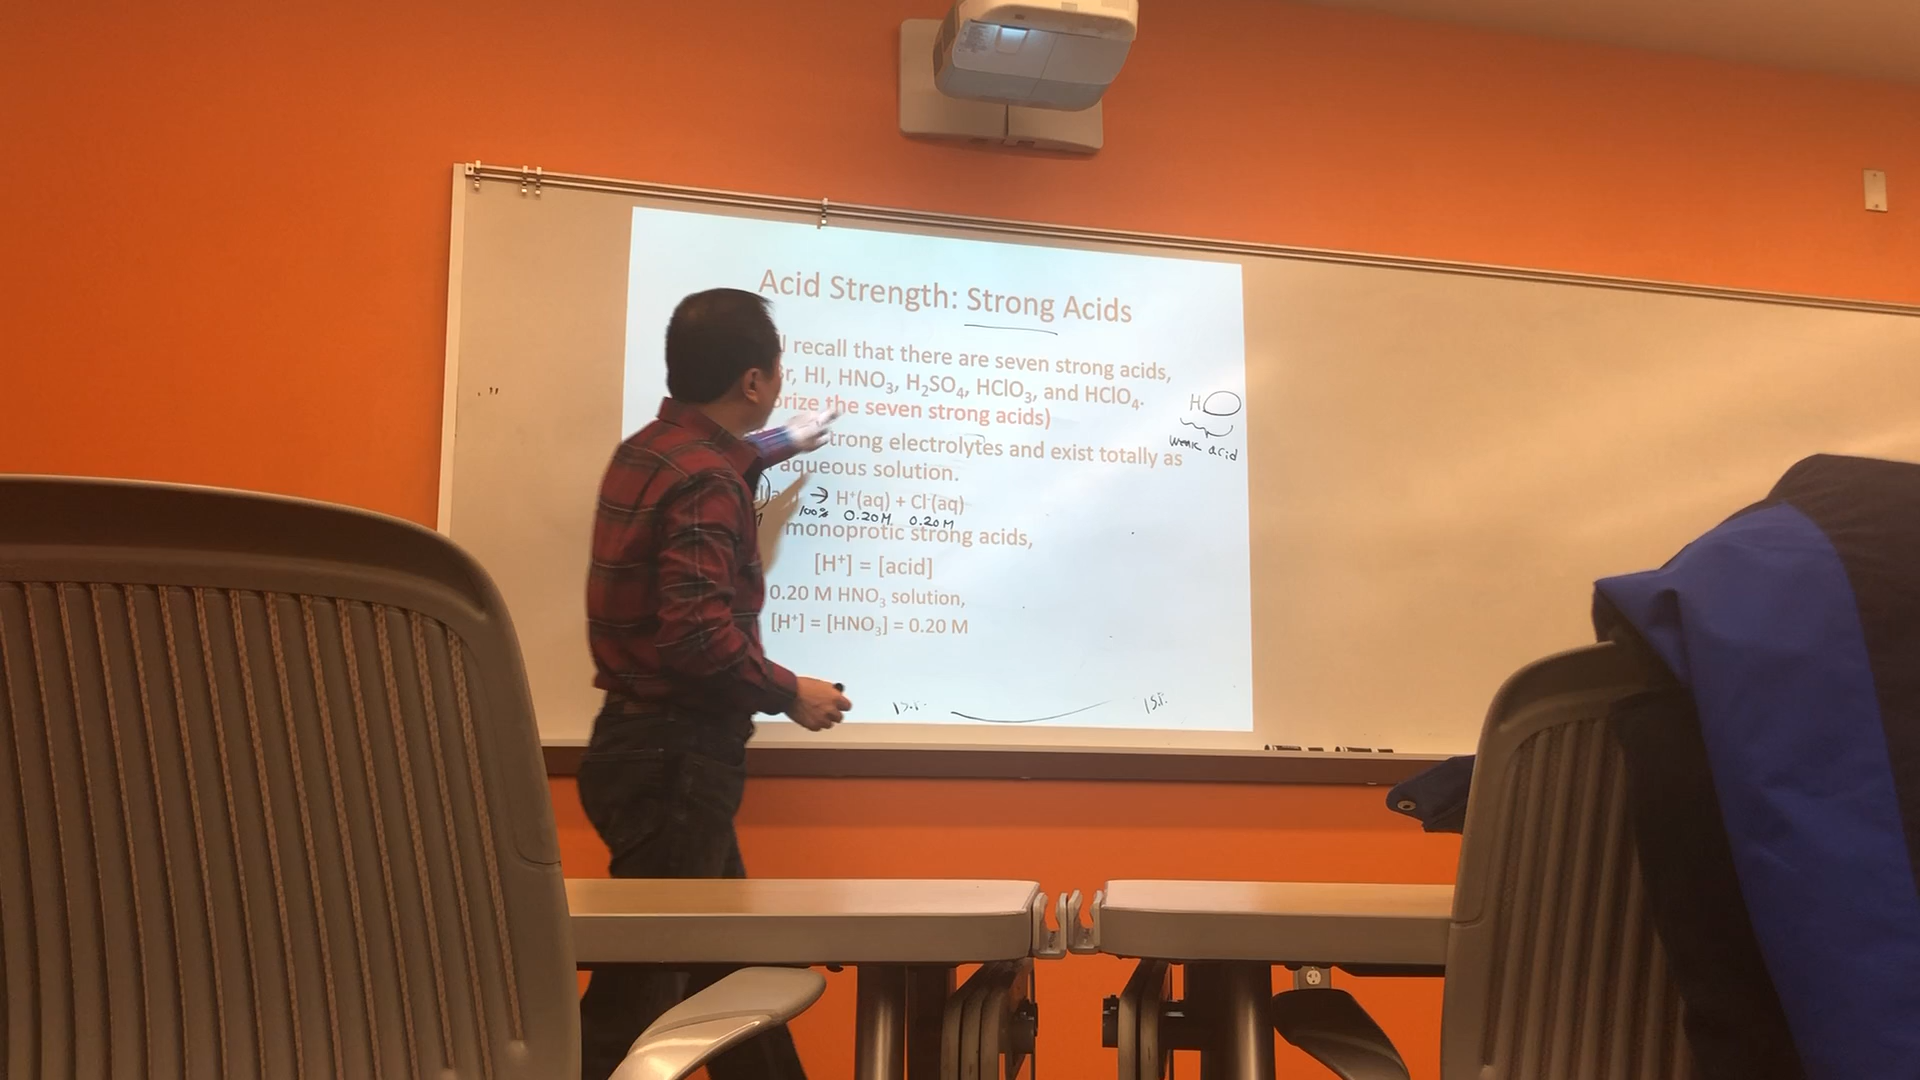 Acid Strength: Strong Acids
recall that there are seven strong acids,
HI, HNO₃, H₂SO₄, HClO₃, and HClO₄.
the seven strong acids)
H
weak acid
trong electrolytes and exist totally as
aqueous solution.
→ H⁺(aq) + Cl⁻(aq)
100% 0.20M 0.20M
monoprotic strong acids,
[H⁺] = [acid]
0.20 M HNO₃ solution,
[H⁺] = [HNO₃] = 0.20 M